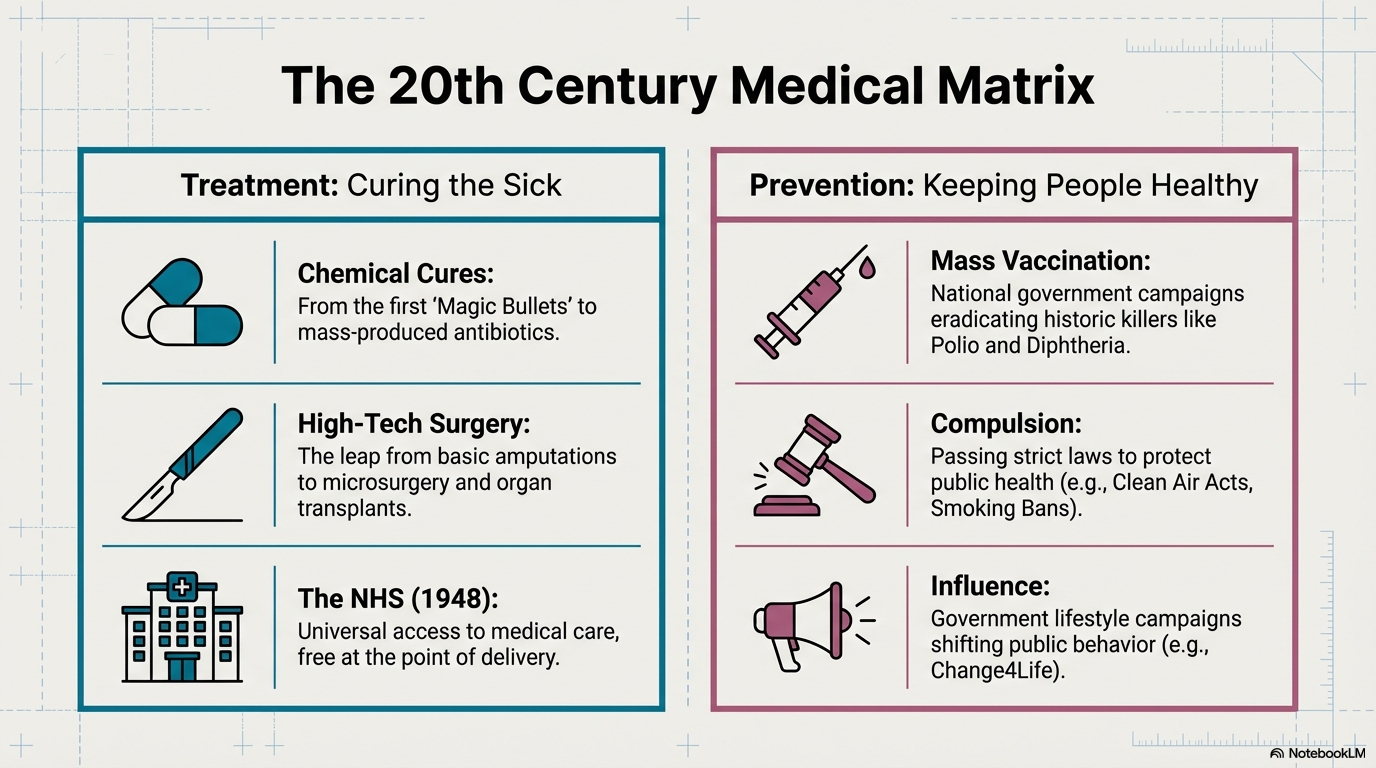 The 20th Century Medical Matrix
Treatment: Curing the Sick
Chemical Cures:
From the first ‘Magic Bullets’ to
mass-produced antibiotics.
High-Tech Surgery:
The leap from basic amputations
to microsurgery and organ
transplants.
The NHS (1948):
Universal access to medical care,
free at the point of delivery.
Prevention: Keeping People Healthy
Mass Vaccination:
National government campaigns
eradicating historic killers like
Polio and Diphtheria.
Compulsion:
Passing strict laws to protect
public health (e.g., Clean Air Acts,
Smoking Bans).
Influence:
Government lifestyle campaigns
shifting public behavior (e.g.,
Change4Life).
NotebookLM